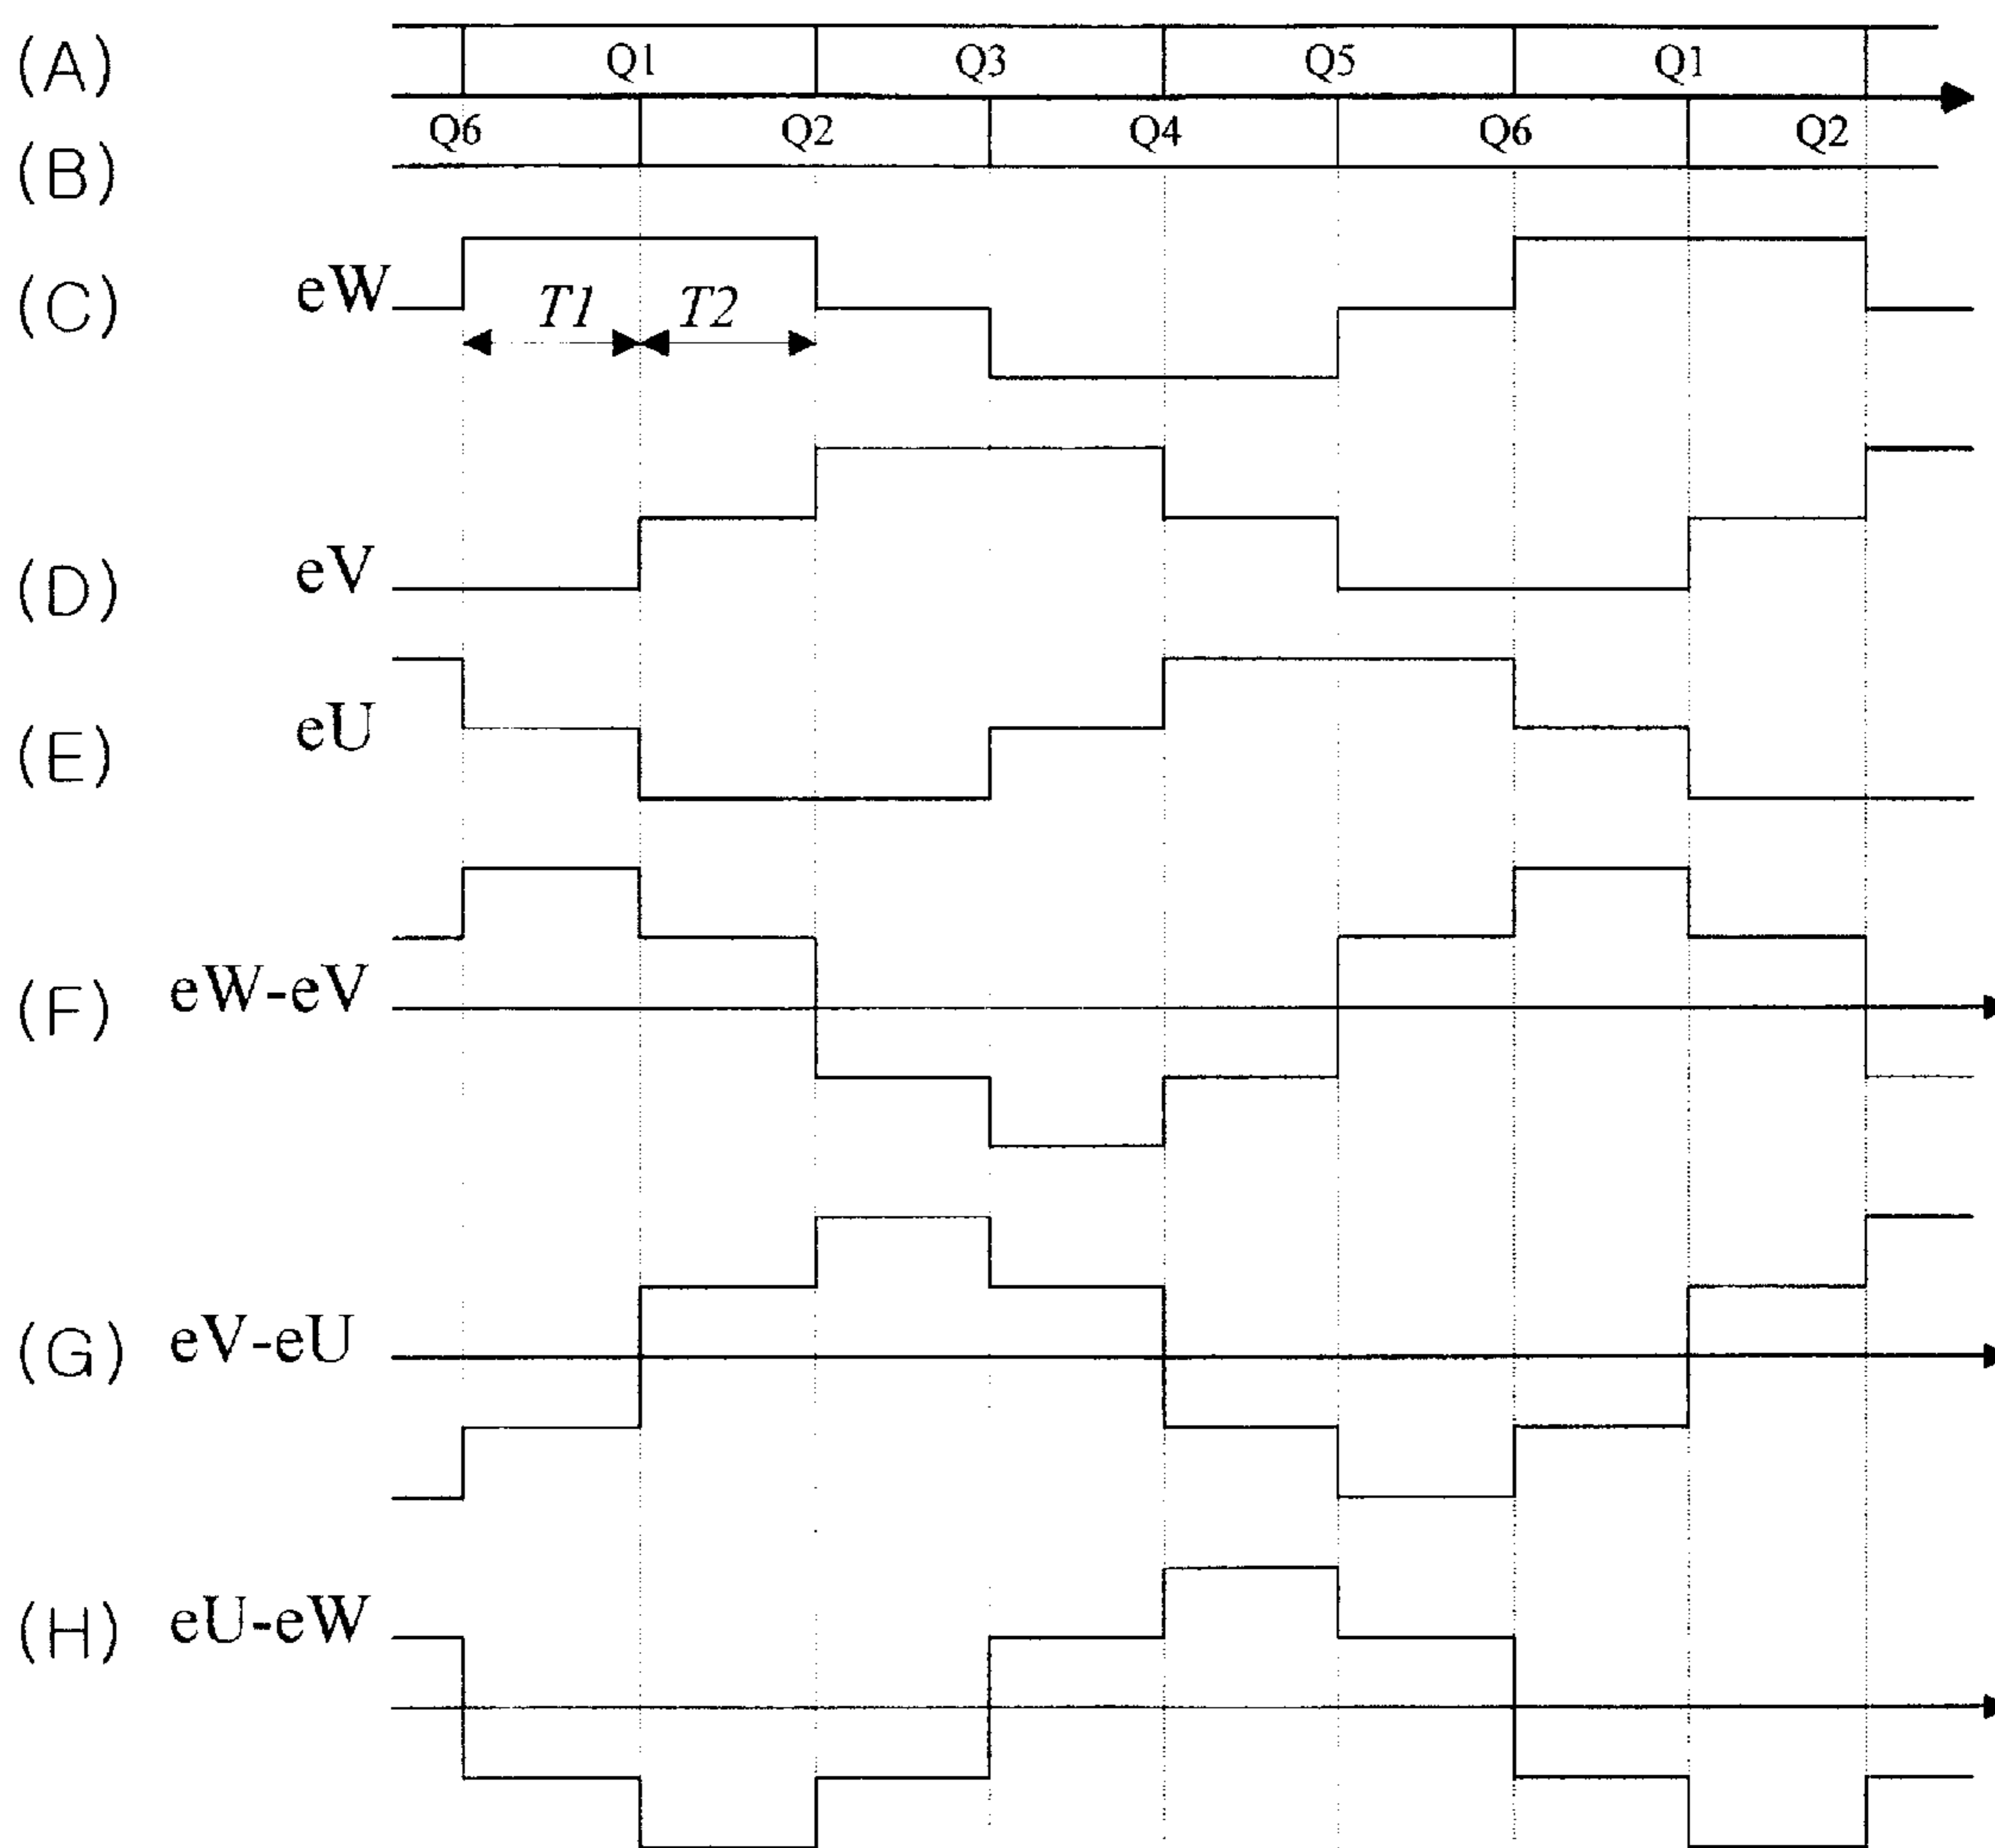 (A) Q1 Q3 Q5 Q1
Q6 Q2 Q4 Q6 Q2
(B)
(C) eW T1 T2
(D) eV
(E) eU
(F) eW-eV
(G) eV-eU
(H) eU-eW